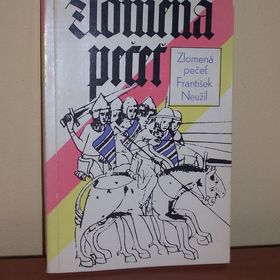 zlomená
pečeť
Zlomená
pečeť
František
Neužil